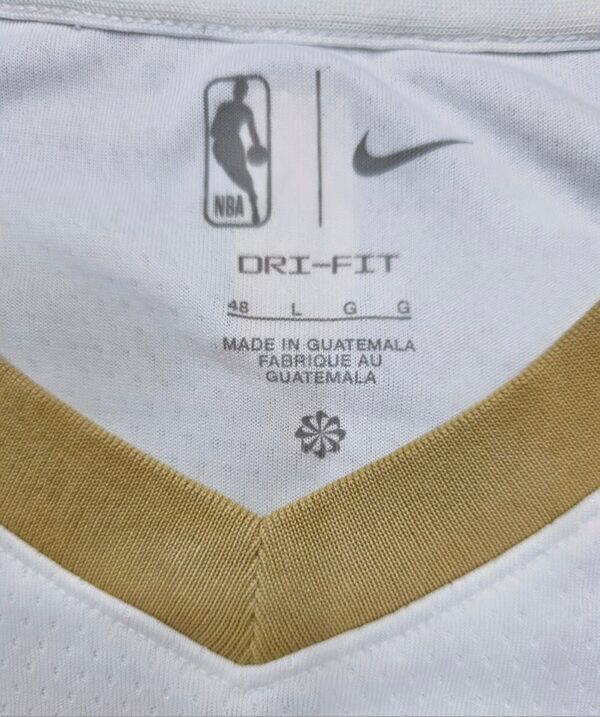 NBA
DRI-FIT
48 L G G
MADE IN GUATEMALA
FABRIQUE AU
GUATEMALA